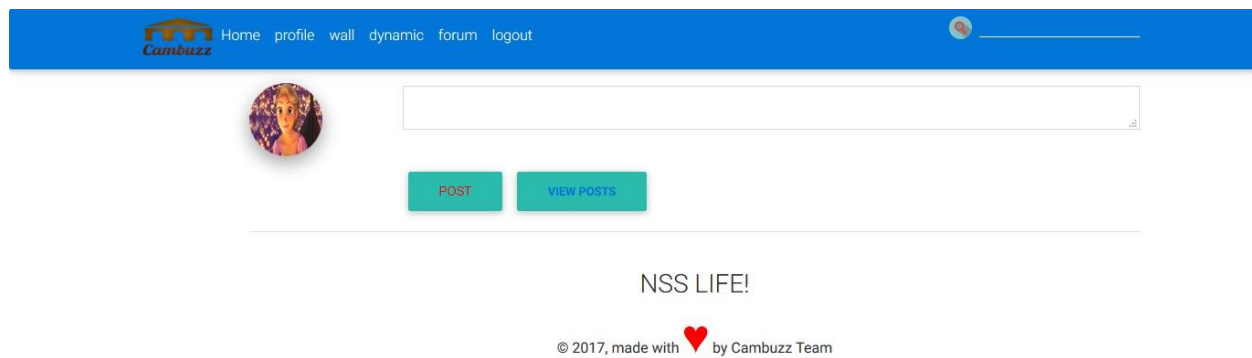 Cambuzz
Home profile wall dynamic forum logout
POST
VIEW POSTS
NSS LIFE!
© 2017, made with ♥ by Cambuzz Team